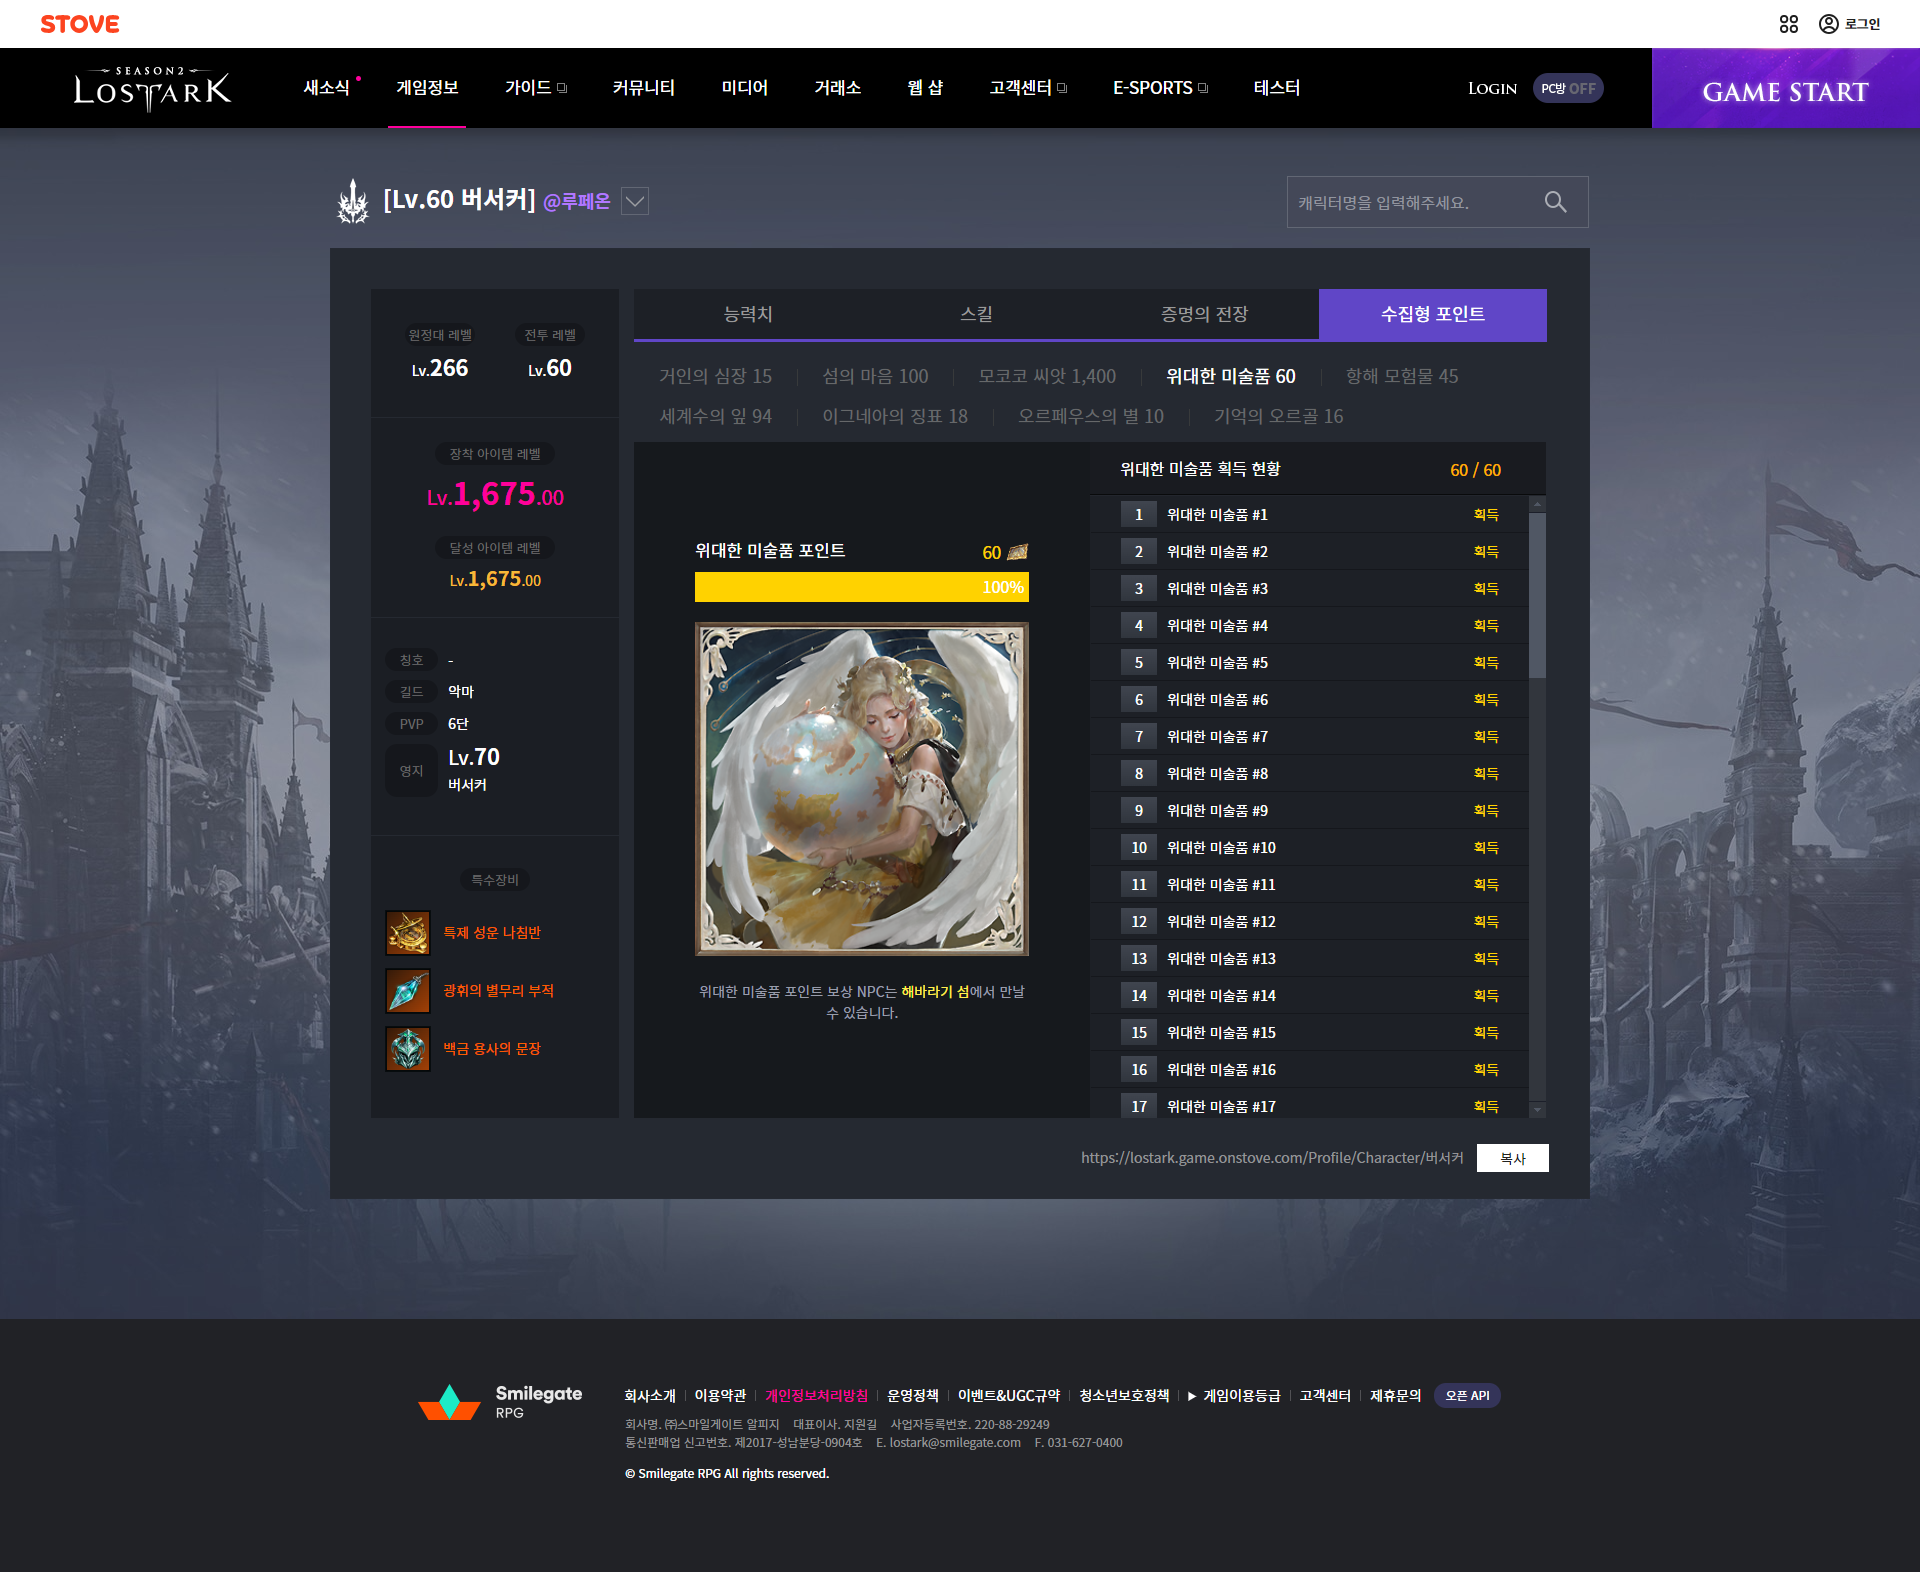 STOVE
로그인
SEASON2
LOSTARK
새소식 게임정보 가이드 커뮤니티 미디어 거래소 웹 샵 고객센터 E-SPORTS 테스터
LOGIN PC방 OFF
GAME START
[Lv.60 버서커] @루페온
캐릭터명을 입력해주세요.
원정대 레벨 전투 레벨
Lv.266 Lv.60
장착 아이템 레벨
Lv.1,675.00
달성 아이템 레벨
Lv.1,675.00
칭호 -
길드 악마
PVP 6단
영지 Lv.70
버서커
특수장비
특제 성운 나침반
광휘의 별무리 부적
백금 용사의 문장
능력치 스킬 증명의 전장 수집형 포인트
거인의 심장 15 섬의 마음 100 모코코 씨앗 1,400 위대한 미술품 60 항해 모험물 45
세계수의 잎 94 이그네아의 징표 18 오르페우스의 별 10 기억의 오르골 16
위대한 미술품 포인트 60
100%
위대한 미술품 포인트 보상 NPC는 해바라기 섬에서 만날
수 있습니다.
위대한 미술품 획득 현황 60 / 60
1 위대한 미술품 #1 획득
2 위대한 미술품 #2 획득
3 위대한 미술품 #3 획득
4 위대한 미술품 #4 획득
5 위대한 미술품 #5 획득
6 위대한 미술품 #6 획득
7 위대한 미술품 #7 획득
8 위대한 미술품 #8 획득
9 위대한 미술품 #9 획득
10 위대한 미술품 #10 획득
11 위대한 미술품 #11 획득
12 위대한 미술품 #12 획득
13 위대한 미술품 #13 획득
14 위대한 미술품 #14 획득
15 위대한 미술품 #15 획득
16 위대한 미술품 #16 획득
17 위대한 미술품 #17 획득
https://lostark.game.onstove.com/Profile/Character/버서커 복사
Smilegate
RPG
회사소개 이용약관 개인정보처리방침 운영정책 이벤트&UGC규약 청소년보호정책 ▶ 게임이용등급 고객센터 제휴문의 오픈 API
회사명. ㈜스마일게이트 알피지 대표이사. 지원길 사업자등록번호. 220-88-29249
통신판매업 신고번호. 제2017-성남분당-0904호 E. lostark@smilegate.com F. 031-627-0400
© Smilegate RPG All rights reserved.